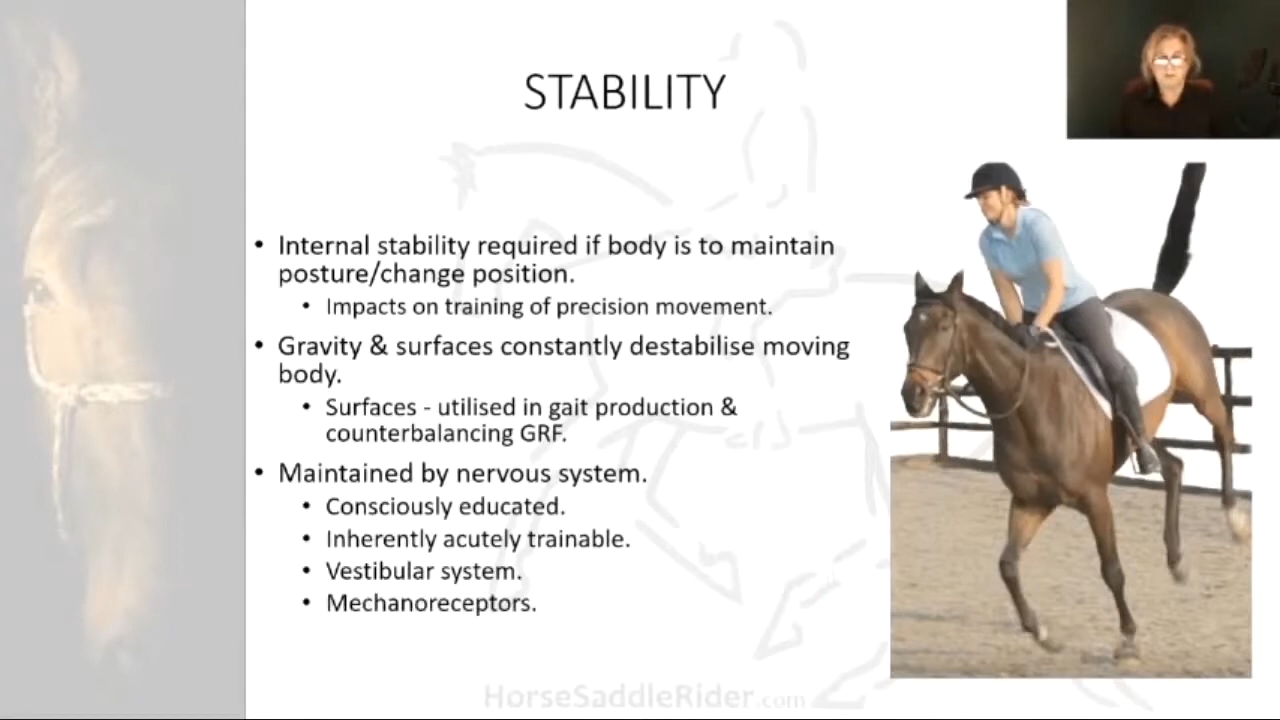 STABILITY
• Internal stability required if body is to maintain
posture/change position.
• Impacts on training of precision movement.
• Gravity & surfaces constantly destabilise moving
body.
• Surfaces - utilised in gait production &
counterbalancing GRF.
• Maintained by nervous system.
• Consciously educated.
• Inherently acutely trainable.
• Vestibular system.
• Mechanoreceptors.
HorseSaddleRider.com